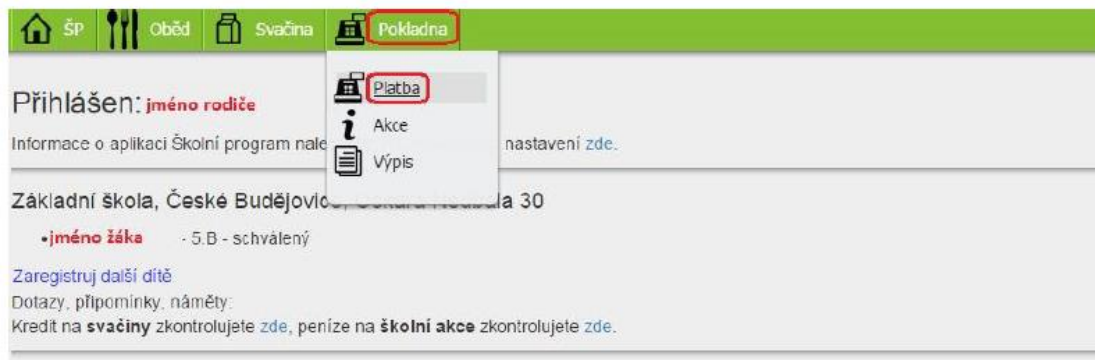 ŠP Oběd Svačina Pokladna
Platba
Akce
Výpis
Přihlášen: jméno rodiče
Informace o aplikaci Školní program nale nastavení zde.
Základní škola, České Budějovice, 30
•jméno žáka - 5.B - schválený
Zaregistruj další dítě
Dotazy, připomínky, náměty:
Kredit na svačiny zkontrolujete zde, peníze na školní akce zkontrolujete zde.